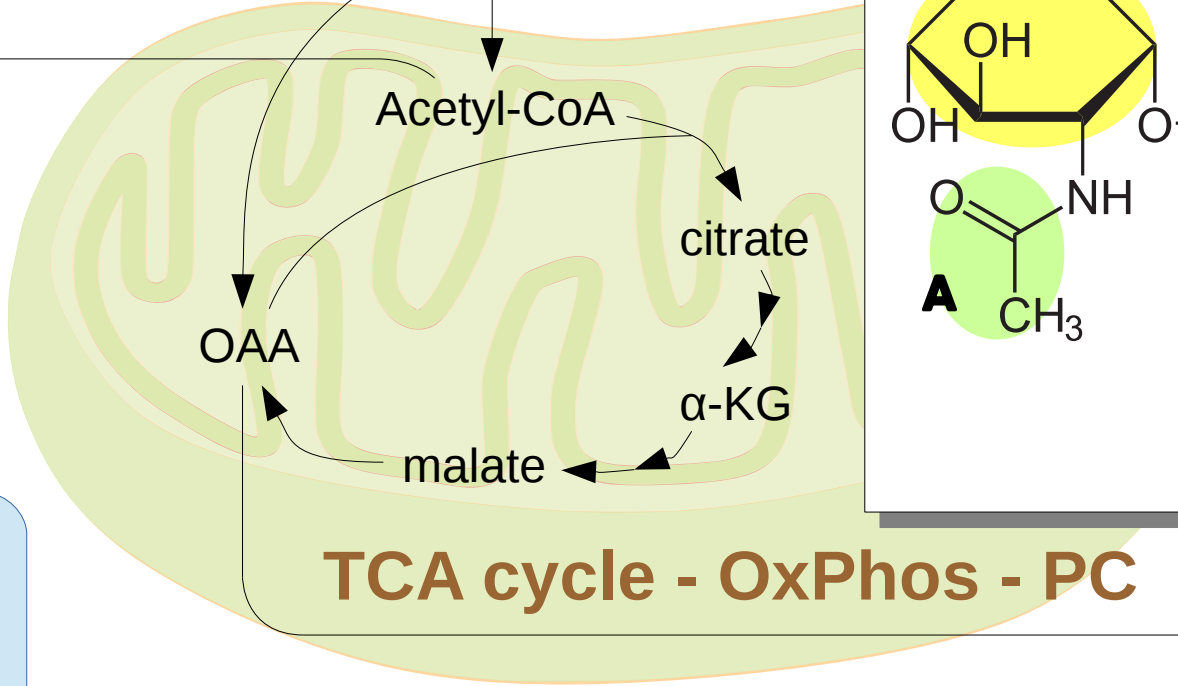 Acetyl-CoA
citrate
OAA
α-KG
malate
TCA cycle - OxPhos - PC
OH
OH
O
O
NH
A
CH3